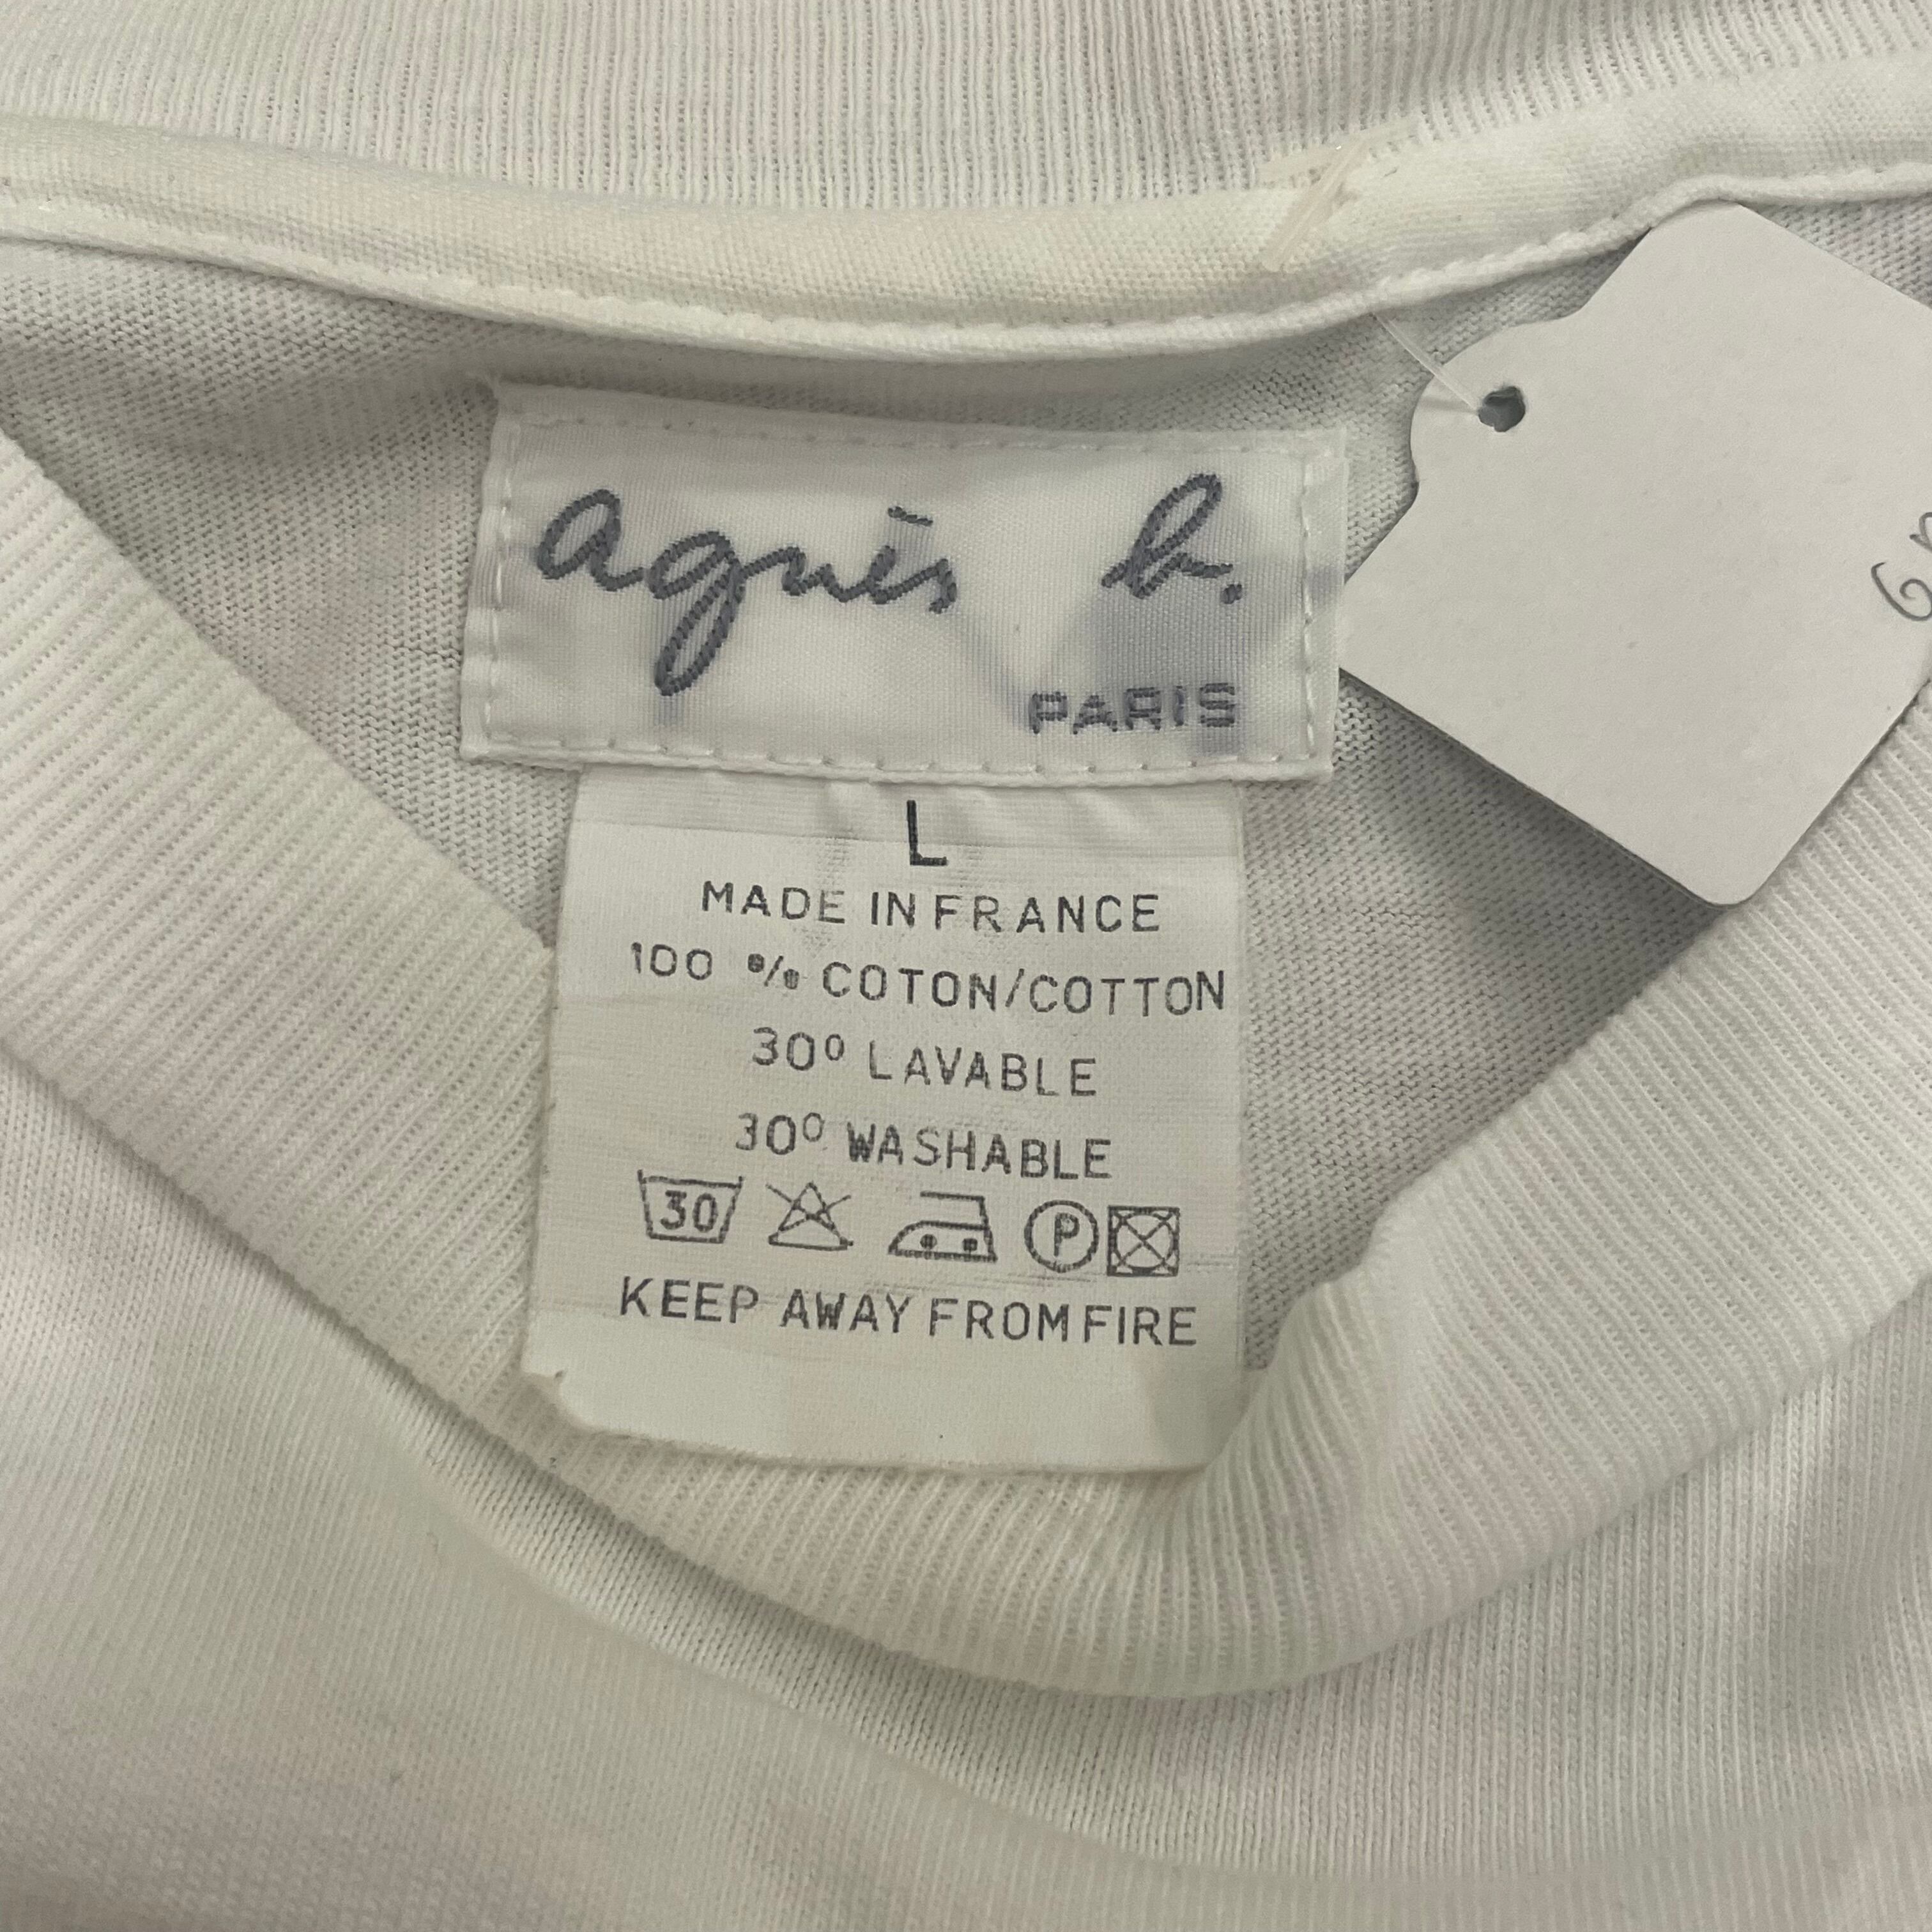 agnès b.
PARIS
L
MADE IN FRANCE
100 % COTON/COTTON
30° LAVABLE
30° WASHABLE
30 P
KEEP AWAY FROM FIRE